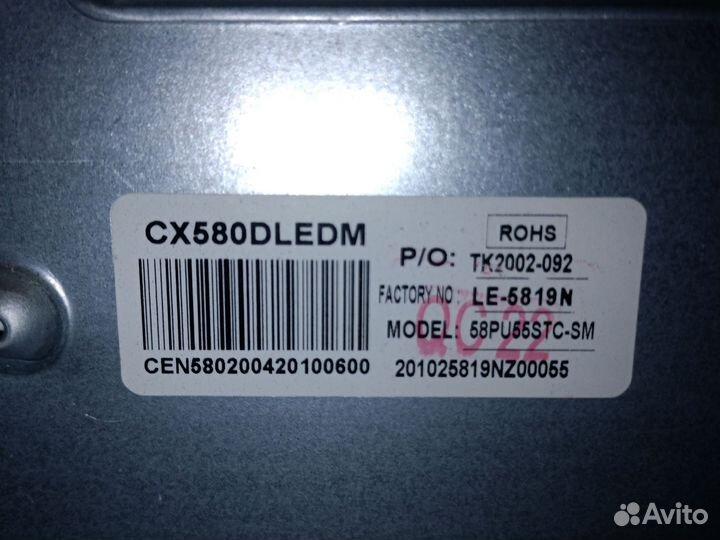 CX580DLEDM
ROHS
P/O: TK2002-092
FACTORY NO: LE-5819N
MODEL: 58PU55STC-SM
QC 22
CEN580200420100600
201025819NZ00055
Avito